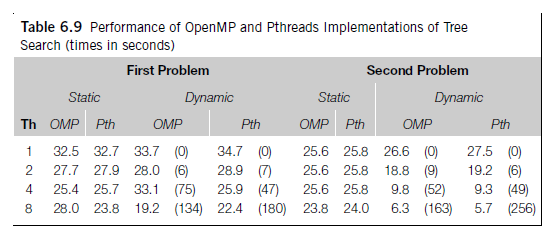 Table 6.9 Performance of OpenMP and Pthreads Implementations of Tree
Search (times in seconds)
First Problem Second Problem
Static Dynamic Static Dynamic
Th OMP Pth OMP Pth OMP Pth OMP Pth
1 32.5 32.7 33.7 (0) 34.7 (0) 25.6 25.8 26.6 (0) 27.5 (0)
2 27.7 27.9 28.0 (6) 28.9 (7) 25.6 25.8 18.8 (9) 19.2 (6)
4 25.4 25.7 33.1 (75) 25.9 (47) 25.6 25.8 9.8 (52) 9.3 (49)
8 28.0 23.8 19.2 (134) 22.4 (180) 23.8 24.0 6.3 (163) 5.7 (256)